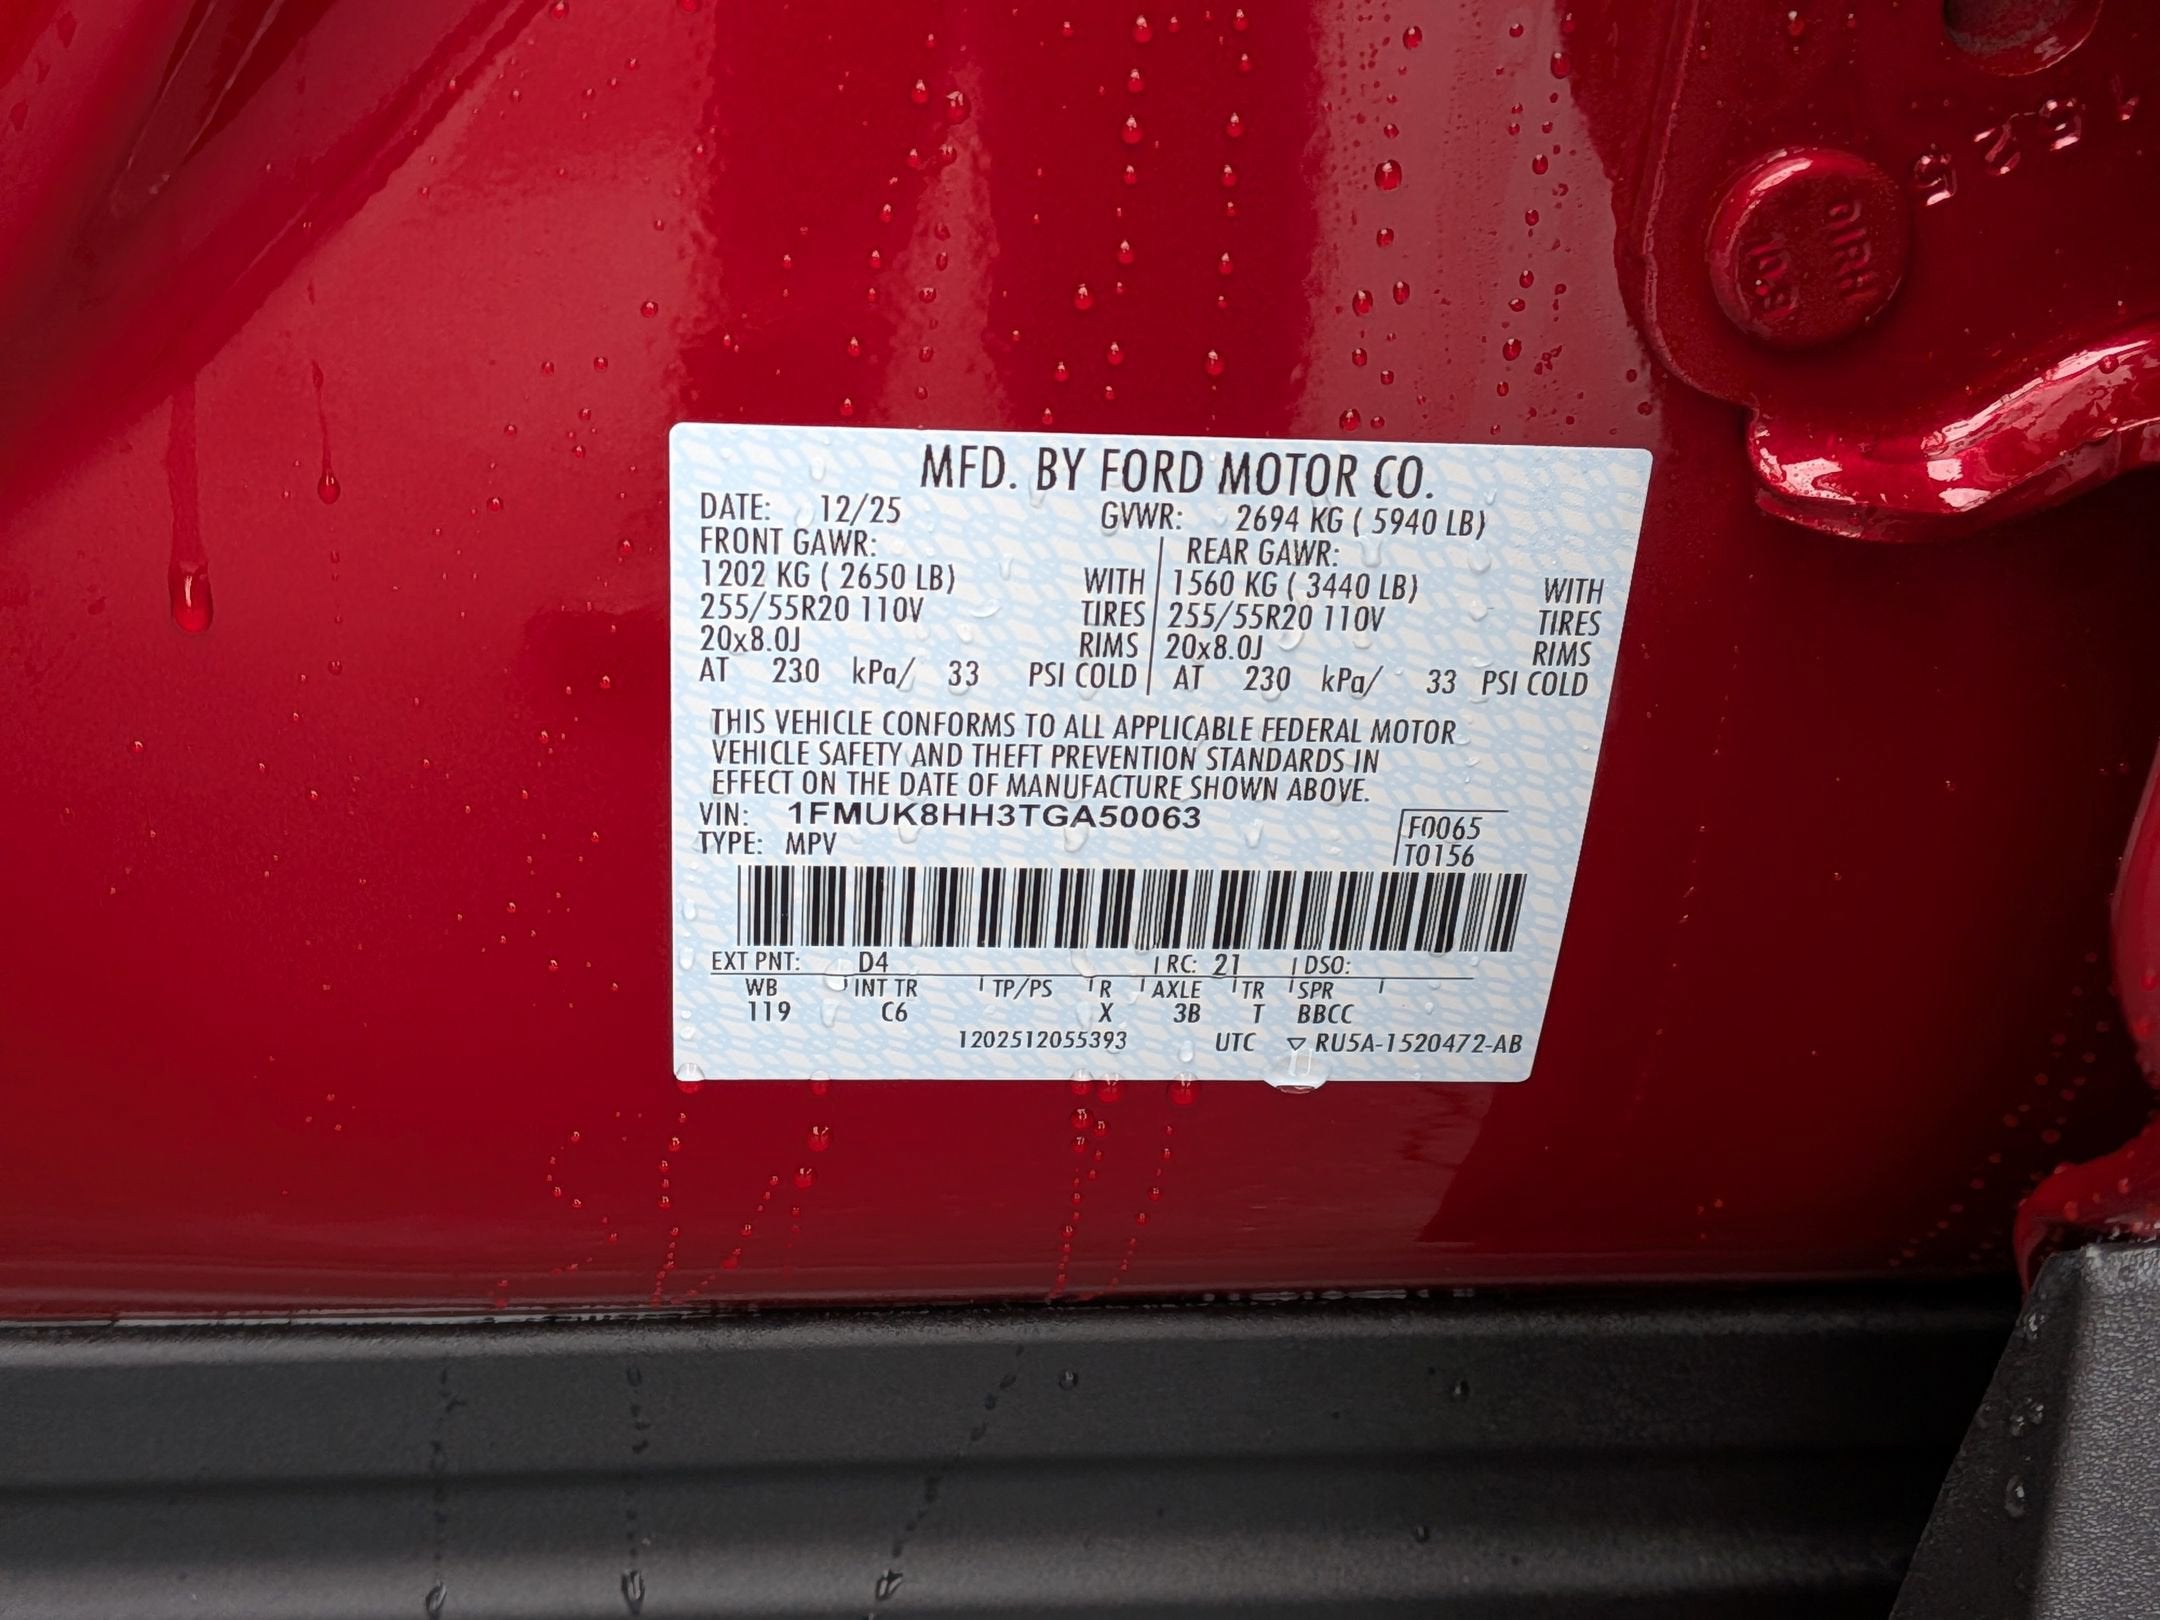 MFD. BY FORD MOTOR CO.
DATE: 12/25 GVWR: 2694 KG ( 5940 LB)
FRONT GAWR: REAR GAWR:
1202 KG ( 2650 LB) WITH 1560 KG ( 3440 LB) WITH
255/55R20 110V TIRES 255/55R20 110V TIRES
20x8.0J RIMS 20x8.0J RIMS
AT 230 kPa/ 33 PSI COLD AT 230 kPa/ 33 PSI COLD
THIS VEHICLE CONFORMS TO ALL APPLICABLE FEDERAL MOTOR
VEHICLE SAFETY AND THEFT PREVENTION STANDARDS IN
EFFECT ON THE DATE OF MANUFACTURE SHOWN ABOVE.
VIN: 1FMUK8HH3TGA50063
TYPE: MPV
F0065
T0156
EXT PNT: D4 RC: 21 DSO:
WB INT TR TP/PS R AXLE TR SPR
119 C6 X 3B T BBCC
1202512055393 UTC ▽ RU5A-1520472-AB
10.9